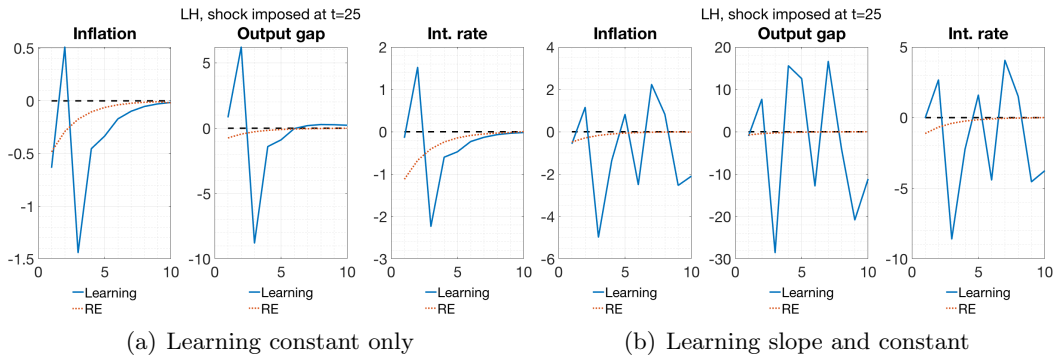 LH, shock imposed at t=25
Inflation
Output gap
Int. rate
0.5
0
-0.5
-1
-1.5
0 5 10
5
0
-5
-10
0 5 10
2
1
0
-1
-2
-3
0 5 10
Learning
RE
Learning
RE
Learning
RE
(a) Learning constant only
LH, shock imposed at t=25
Inflation
Output gap
Int. rate
4
2
0
-2
-4
-6
0 5 10
20
10
0
-10
-20
-30
0 5 10
5
0
-5
-10
0 5 10
Learning
RE
Learning
RE
Learning
RE
(b) Learning slope and constant